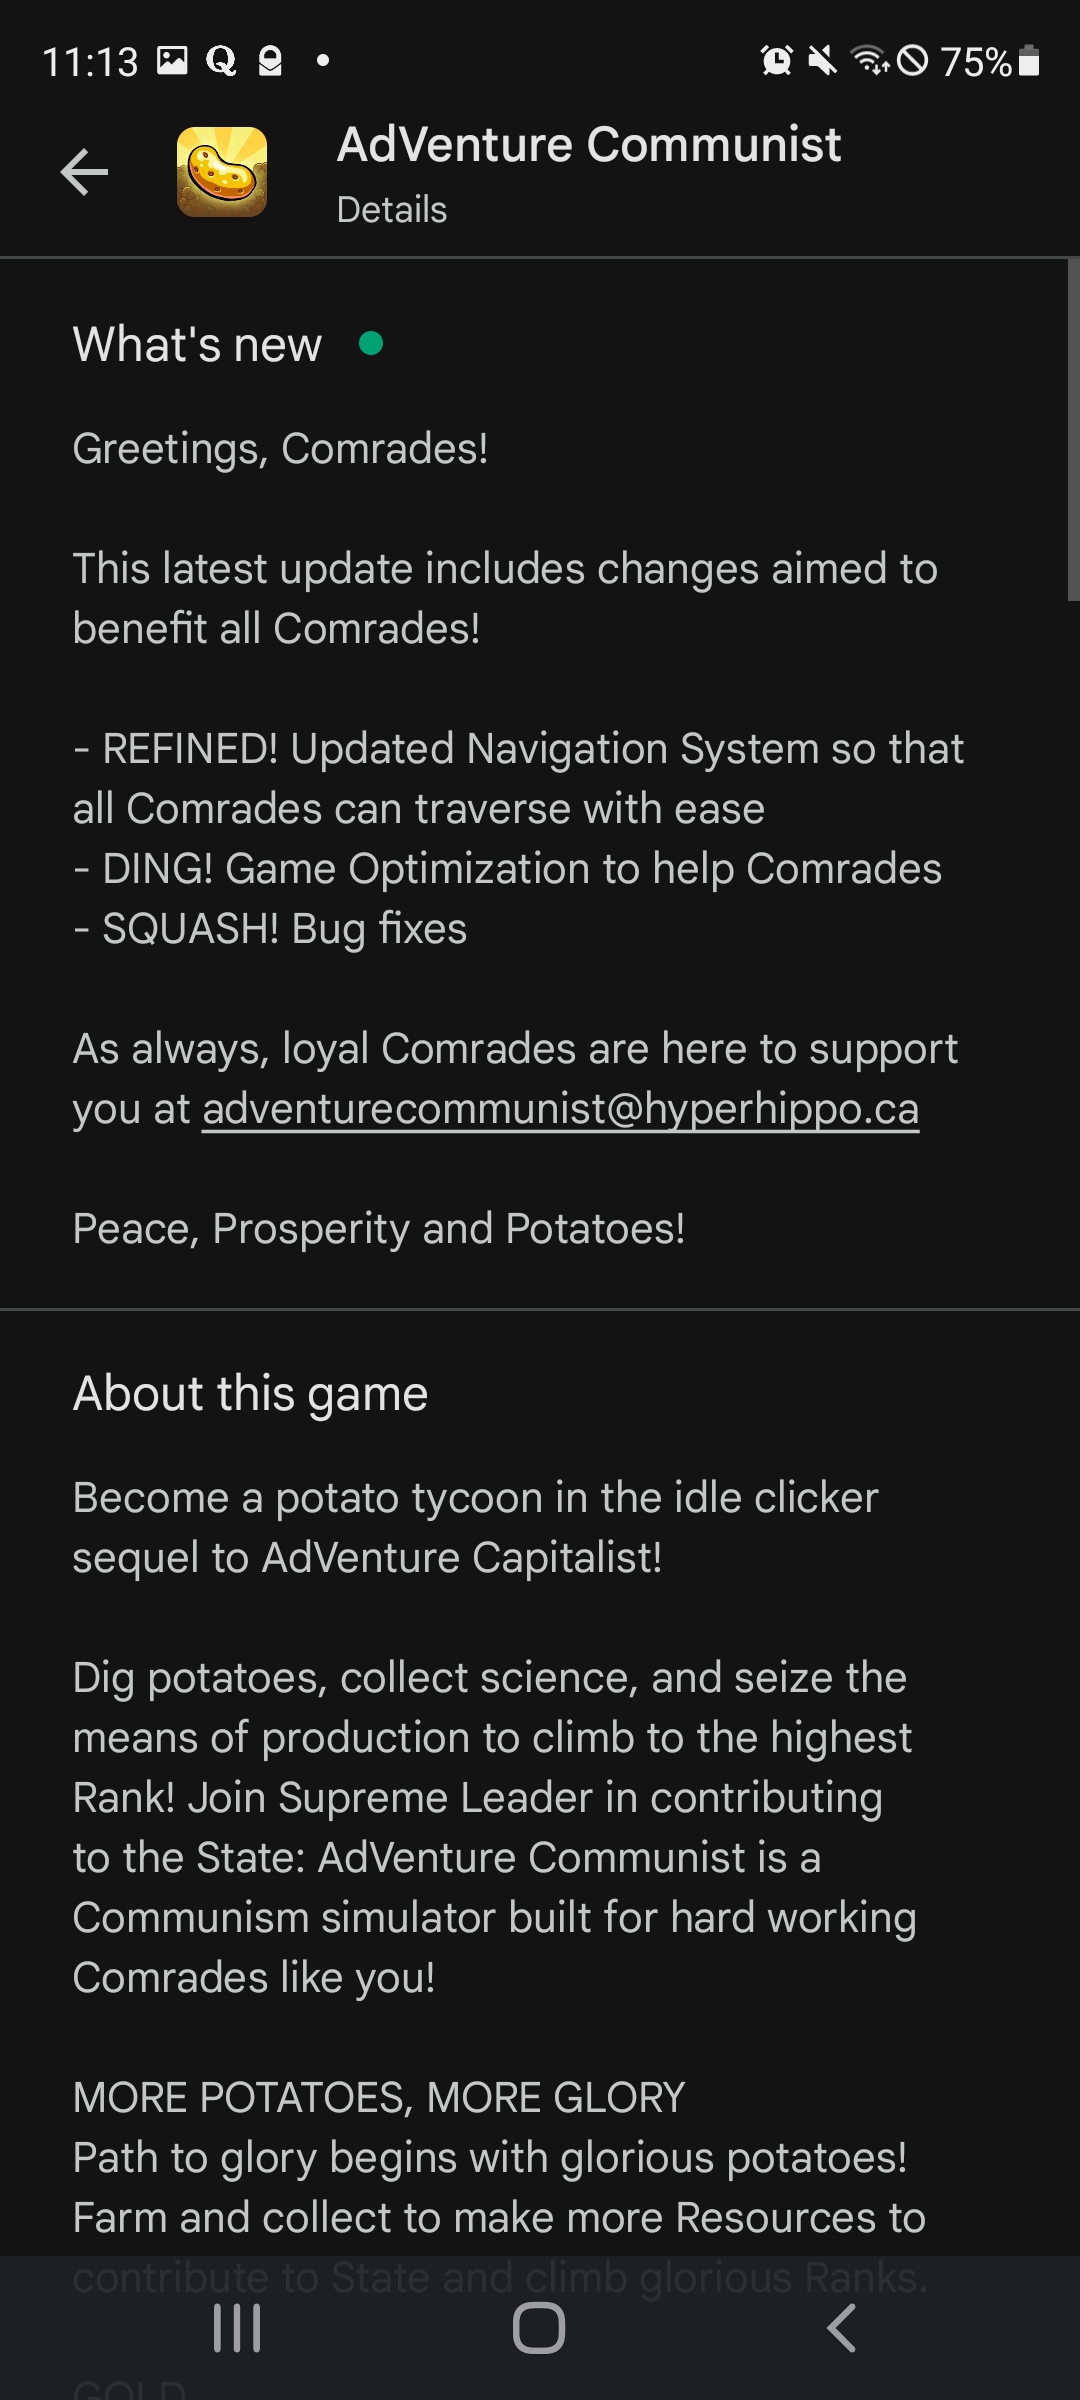 11:13
75%
AdVenture Communist
Details
What's new
Greetings, Comrades!
This latest update includes changes aimed to
benefit all Comrades!
- REFINED! Updated Navigation System so that
all Comrades can traverse with ease
- DING! Game Optimization to help Comrades
- SQUASH! Bug fixes
As always, loyal Comrades are here to support
you at adventurecommunist@hyperhippo.ca
Peace, Prosperity and Potatoes!
About this game
Become a potato tycoon in the idle clicker
sequel to AdVenture Capitalist!
Dig potatoes, collect science, and seize the
means of production to climb to the highest
Rank! Join Supreme Leader in contributing
to the State: AdVenture Communist is a
Communism simulator built for hard working
Comrades like you!
MORE POTATOES, MORE GLORY
Path to glory begins with glorious potatoes!
Farm and collect to make more Resources to
contribute to State and climb glorious Ranks.
GOLD